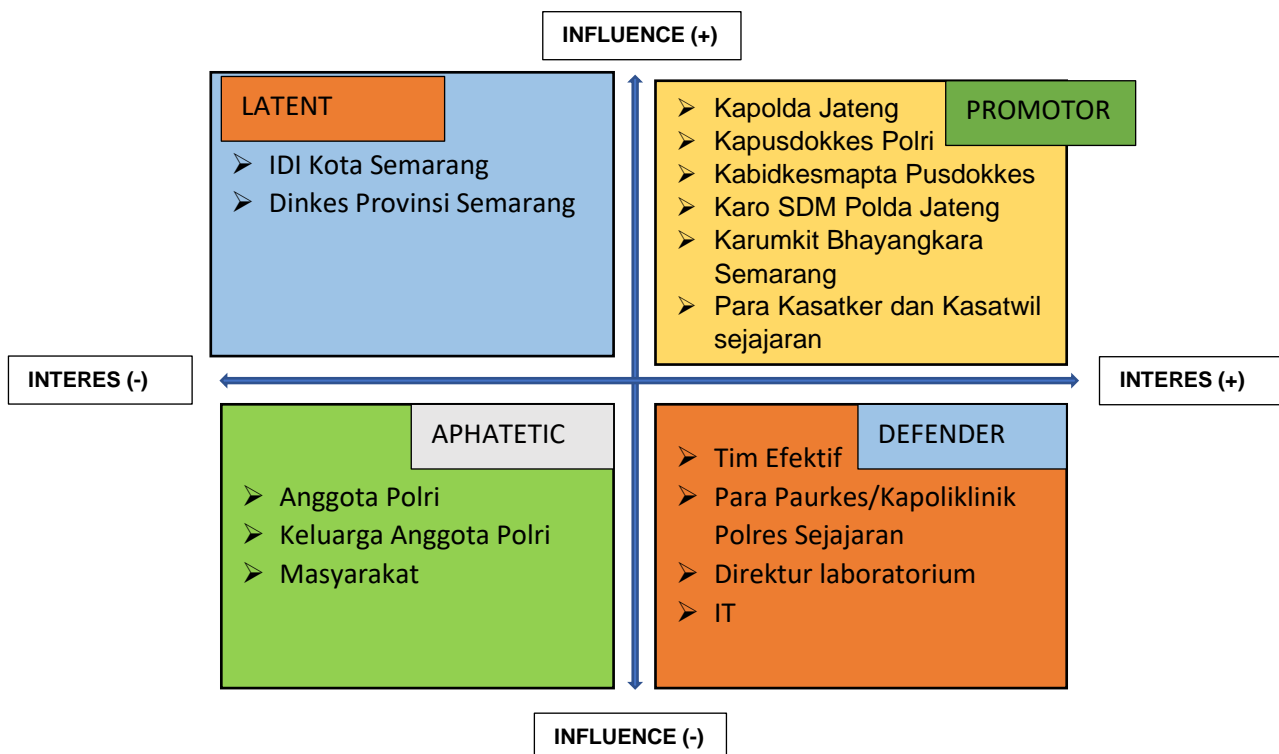 INFLUENCE (+)
LATENT
➢ IDI Kota Semarang
➢ Dinkes Provinsi Semarang
PROMOTOR
➢ Kapolda Jateng
➢ Kapusdokkes Polri
➢ Kabidkesmapta Pusdokkes
➢ Karo SDM Polda Jateng
➢ Karumkit Bhayangkara
Semarang
➢ Para Kasatker dan Kasatwil
sejajaran
INTERES (-)
INTERES (+)
APHATETIC
➢ Anggota Polri
➢ Keluarga Anggota Polri
➢ Masyarakat
DEFENDER
➢ Tim Efektif
➢ Para Paurkes/Kapoliklinik
Polres Sejajaran
➢ Direktur laboratorium
➢ IT
INFLUENCE (-)